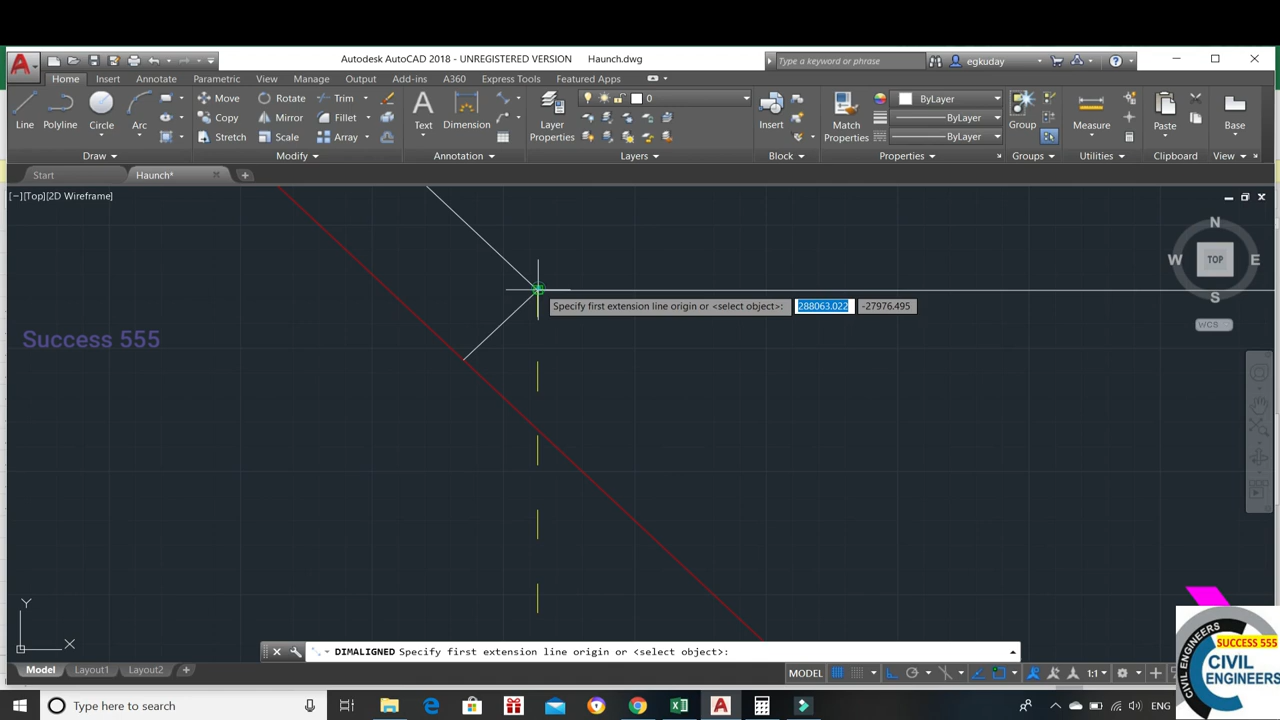 Autodesk AutoCAD 2018 - UNREGISTERED VERSION Haunch.dwg
Type a keyword or phrase
egkuday
Home Insert Annotate Parametric View Manage Output Add-ins A360 Express Tools Featured Apps
Line Polyline Circle Arc
Move Rotate Trim
Copy Mirror Fillet
Stretch Scale Array
Text Dimension
Layer Properties
0
Insert
Match Properties
ByLayer
ByLayer
ByLayer
Group
Measure
Paste
Base
Draw Modify Annotation Layers Block Properties Groups Utilities Clipboard View
Start Haunch*
[−][Top][2D Wireframe]
N
W TOP E
S
WCS
Specify first extension line origin or <select object>: 288063.022 -27976.495
Success 555
Y
X
DIMALIGNED Specify first extension line origin or <select object>:
Model Layout1 Layout2
MODEL 1:1
SUCCESS 555
CIVIL
ENGINEERS
Type here to search
ENG